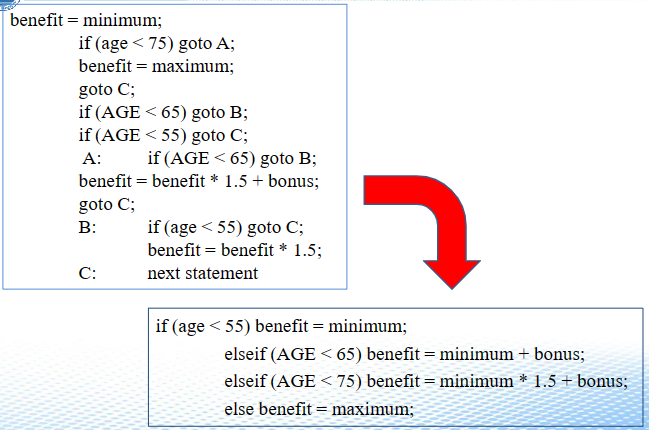 benefit = minimum;
if (age < 75) goto A;
benefit = maximum;
goto C;
if (AGE < 65) goto B;
if (AGE < 55) goto C;
A: if (AGE < 65) goto B;
benefit = benefit * 1.5 + bonus;
goto C;
B: if (age < 55) goto C;
benefit = benefit * 1.5;
C: next statement
if (age < 55) benefit = minimum;
elseif (AGE < 65) benefit = minimum + bonus;
elseif (AGE < 75) benefit = minimum * 1.5 + bonus;
else benefit = maximum;